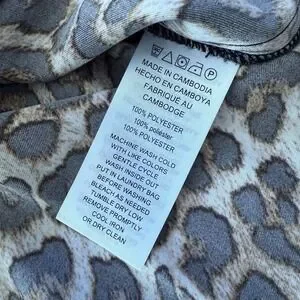 MADE IN CAMBODIA
HECHO EN CAMBOYA
FABRIQUÉ AU
CAMBODGE
100% POLYESTER
100% poliéster
100% POLYESTER
MACHINE WASH COLD
WITH LIKE COLORS
GENTLE CYCLE
WASH INSIDE OUT
PUT IN LAUNDRY BAG
BEFORE WASHING
BLEACH AS NEEDED
TUMBLE DRY LOW
REMOVE PROMPTLY
COOL IRON
OR DRY CLEAN